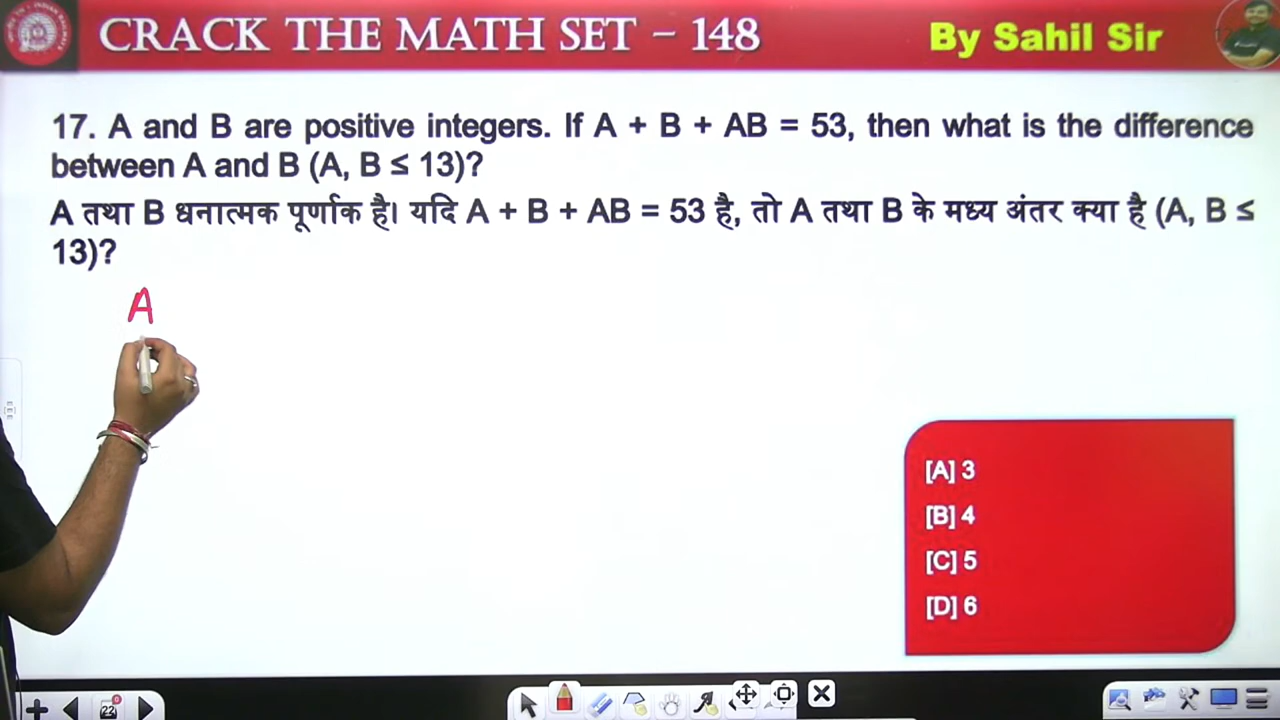 CRACK THE MATH SET – 148
By Sahil Sir
17. A and B are positive integers. If A + B + AB = 53, then what is the difference
between A and B (A, B ≤ 13)?
A तथा B धनात्मक पूर्णाक है। यदि A + B + AB = 53 है, तो A तथा B के मध्य अंतर क्या है (A, B ≤
13)?
A
[A] 3
[B] 4
[C] 5
[D] 6
22